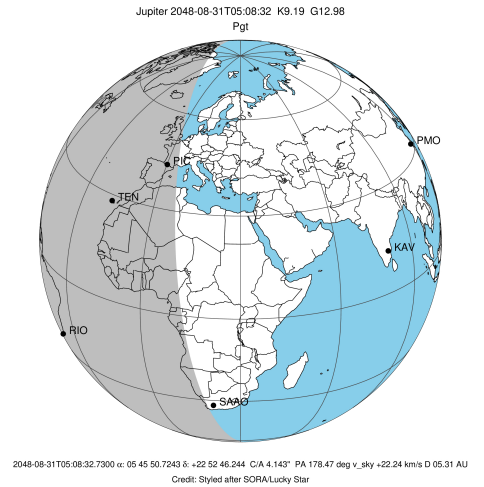 Jupiter 2048-08-31T05:08:32 K9.19 G12.98
Pgt
PMO
PIC
TEN
KAV
RIO
SAAO
2048-08-31T05:08:32.7300 α: 05 45 50.7243 δ: +22 52 46.244 C/A 4.143" PA 178.47 deg v_sky +22.24 km/s D 05.31 AU
Credit: Styled after SORA/Lucky Star